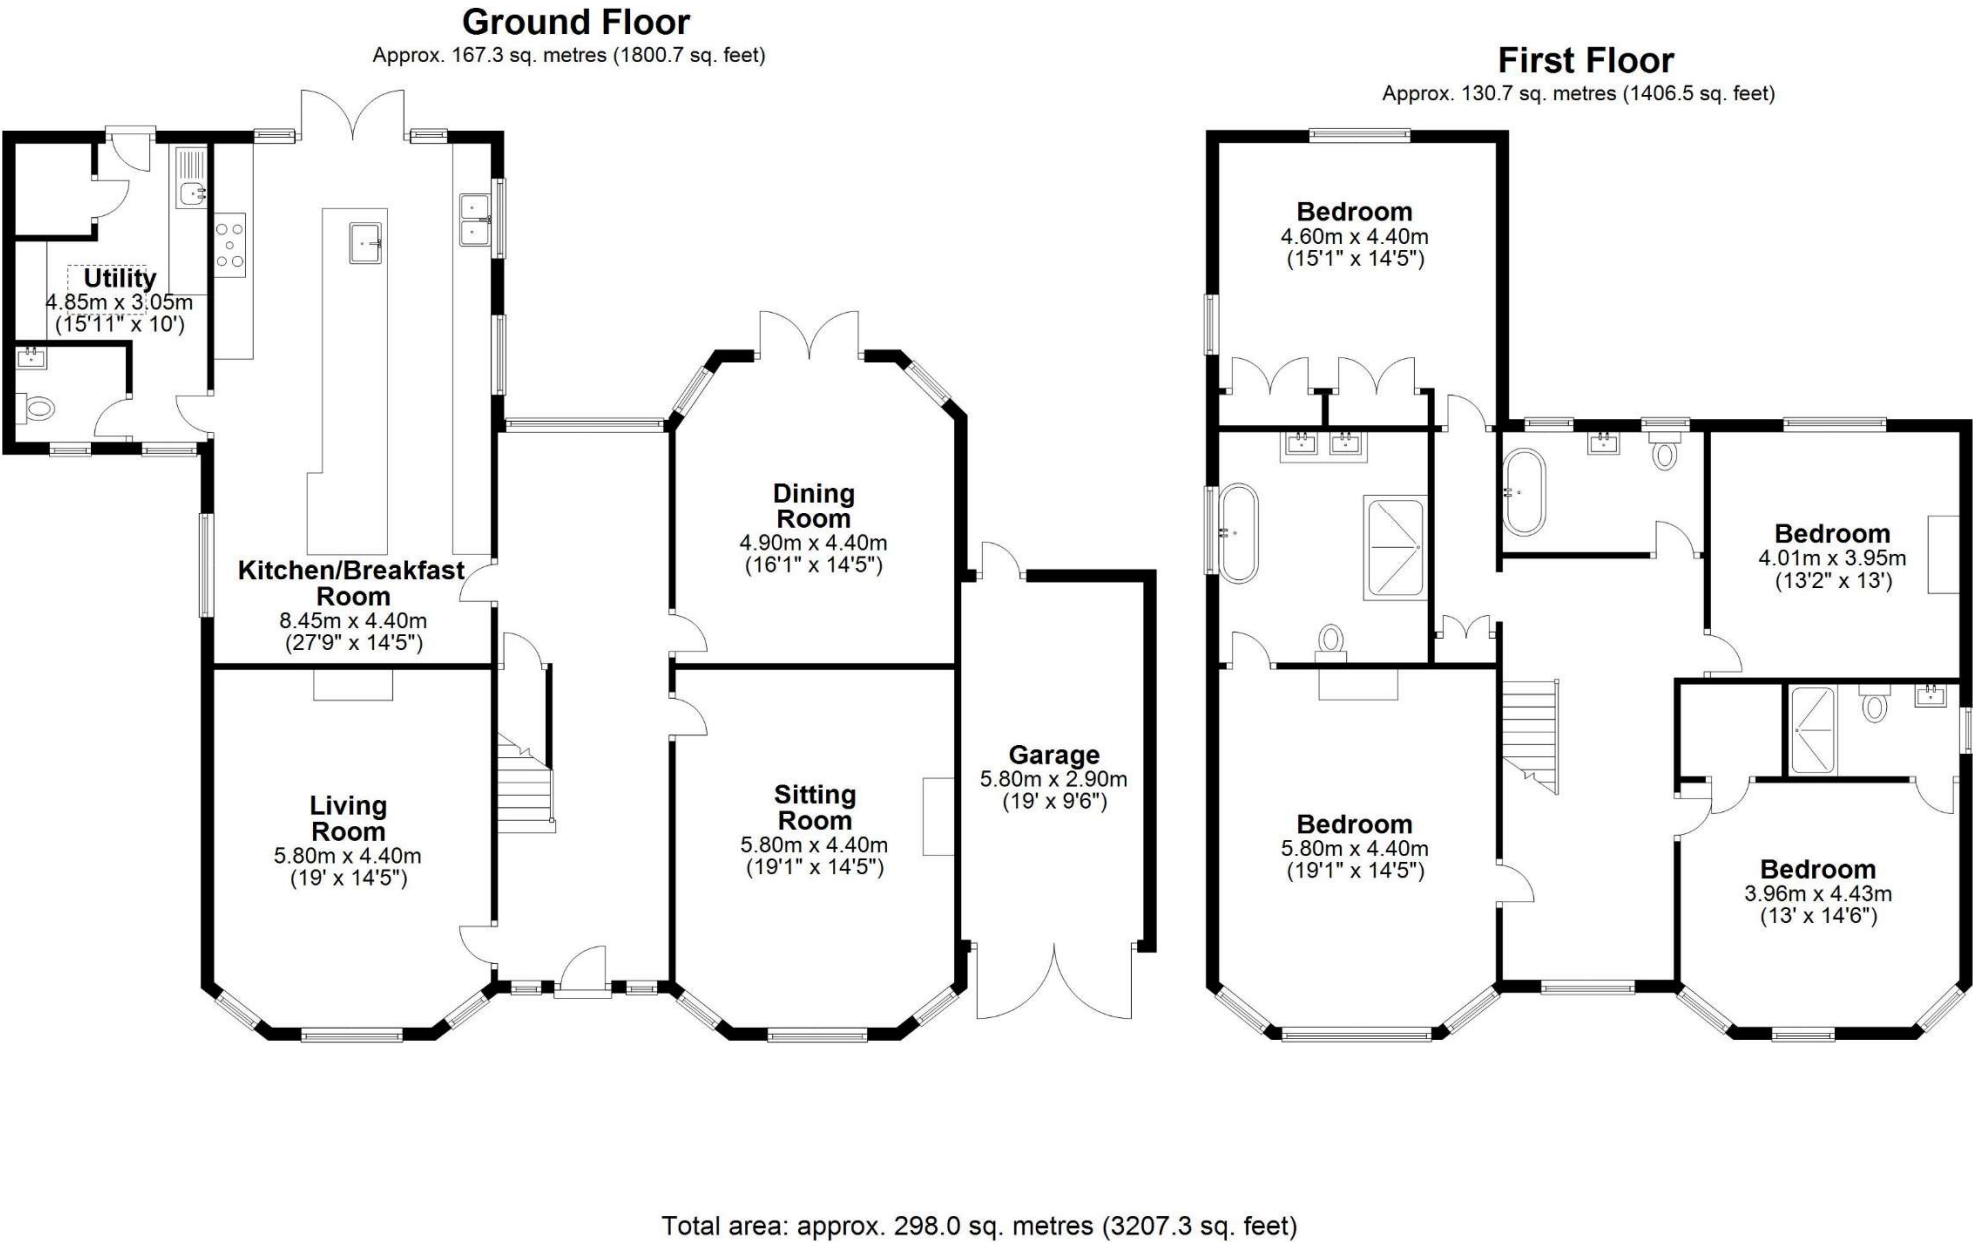 Ground Floor
Approx. 167.3 sq. metres (1800.7 sq. feet)
Utility
4.85m x 3.05m
(15'11" x 10')
Kitchen/Breakfast
Room
8.45m x 4.40m
(27'9" x 14'5")
Dining
Room
4.90m x 4.40m
(16'1" x 14'5")
Living
Room
5.80m x 4.40m
(19' x 14'5")
Sitting
Room
5.80m x 4.40m
(19'1" x 14'5")
Garage
5.80m x 2.90m
(19' x 9'6")
First Floor
Approx. 130.7 sq. metres (1406.5 sq. feet)
Bedroom
4.60m x 4.40m
(15'1" x 14'5")
Bedroom
4.01m x 3.95m
(13'2" x 13')
Bedroom
5.80m x 4.40m
(19'1" x 14'5")
Bedroom
3.96m x 4.43m
(13' x 14'6")
Total area: approx. 298.0 sq. metres (3207.3 sq. feet)